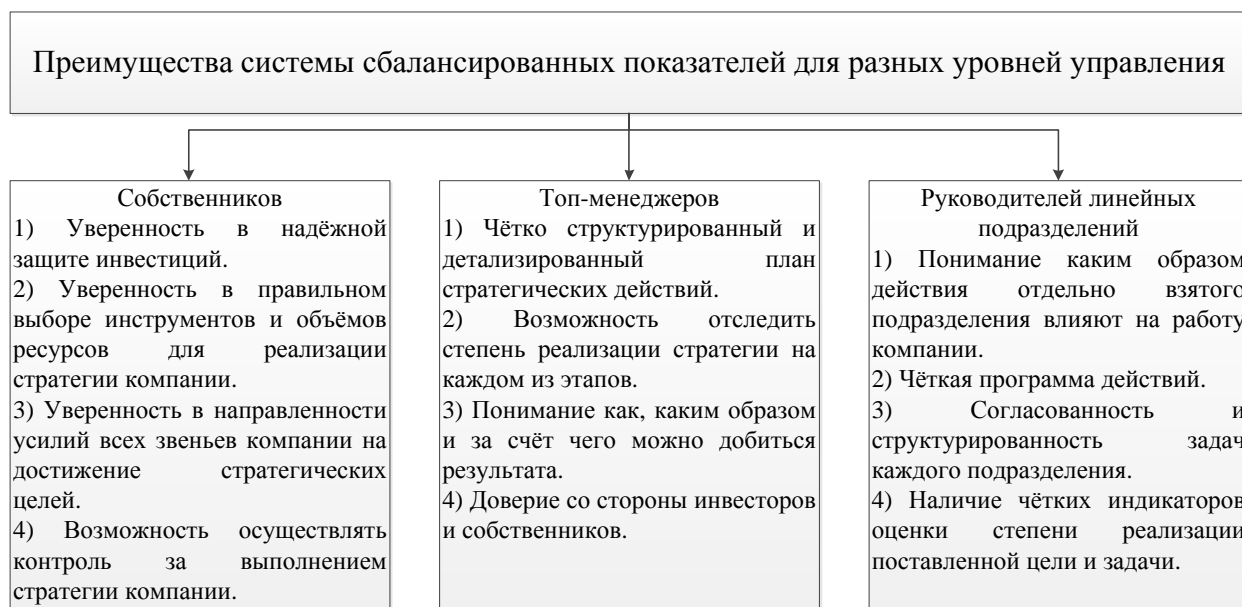 Преимущества системы сбалансированных показателей для разных уровней управления
Собственников
1) Уверенность в надёжной
защите инвестиций.
2) Уверенность в правильном
выборе инструментов и объёмов
ресурсов для реализации
стратегии компании.
3) Уверенность в направленности
усилий всех звеньев компании на
достижение стратегических
целей.
4) Возможность осуществлять
контроль за выполнением
стратегии компании.
Топ-менеджеров
1) Чётко структурированный и
детализированный план
стратегических действий.
2) Возможность отследить
степень реализации стратегии на
каждом из этапов.
3) Понимание как, каким образом
и за счёт чего можно добиться
результата.
4) Доверие со стороны инвесторов
и собственников.
Руководителей линейных
подразделений
1) Понимание каким образом
действия отдельно взятого
подразделения влияют на работу
компании.
2) Чёткая программа действий.
3) Согласованность и
структурированность задач
каждого подразделения.
4) Наличие чётких индикаторов
оценки степени реализации
поставленной цели и задачи.